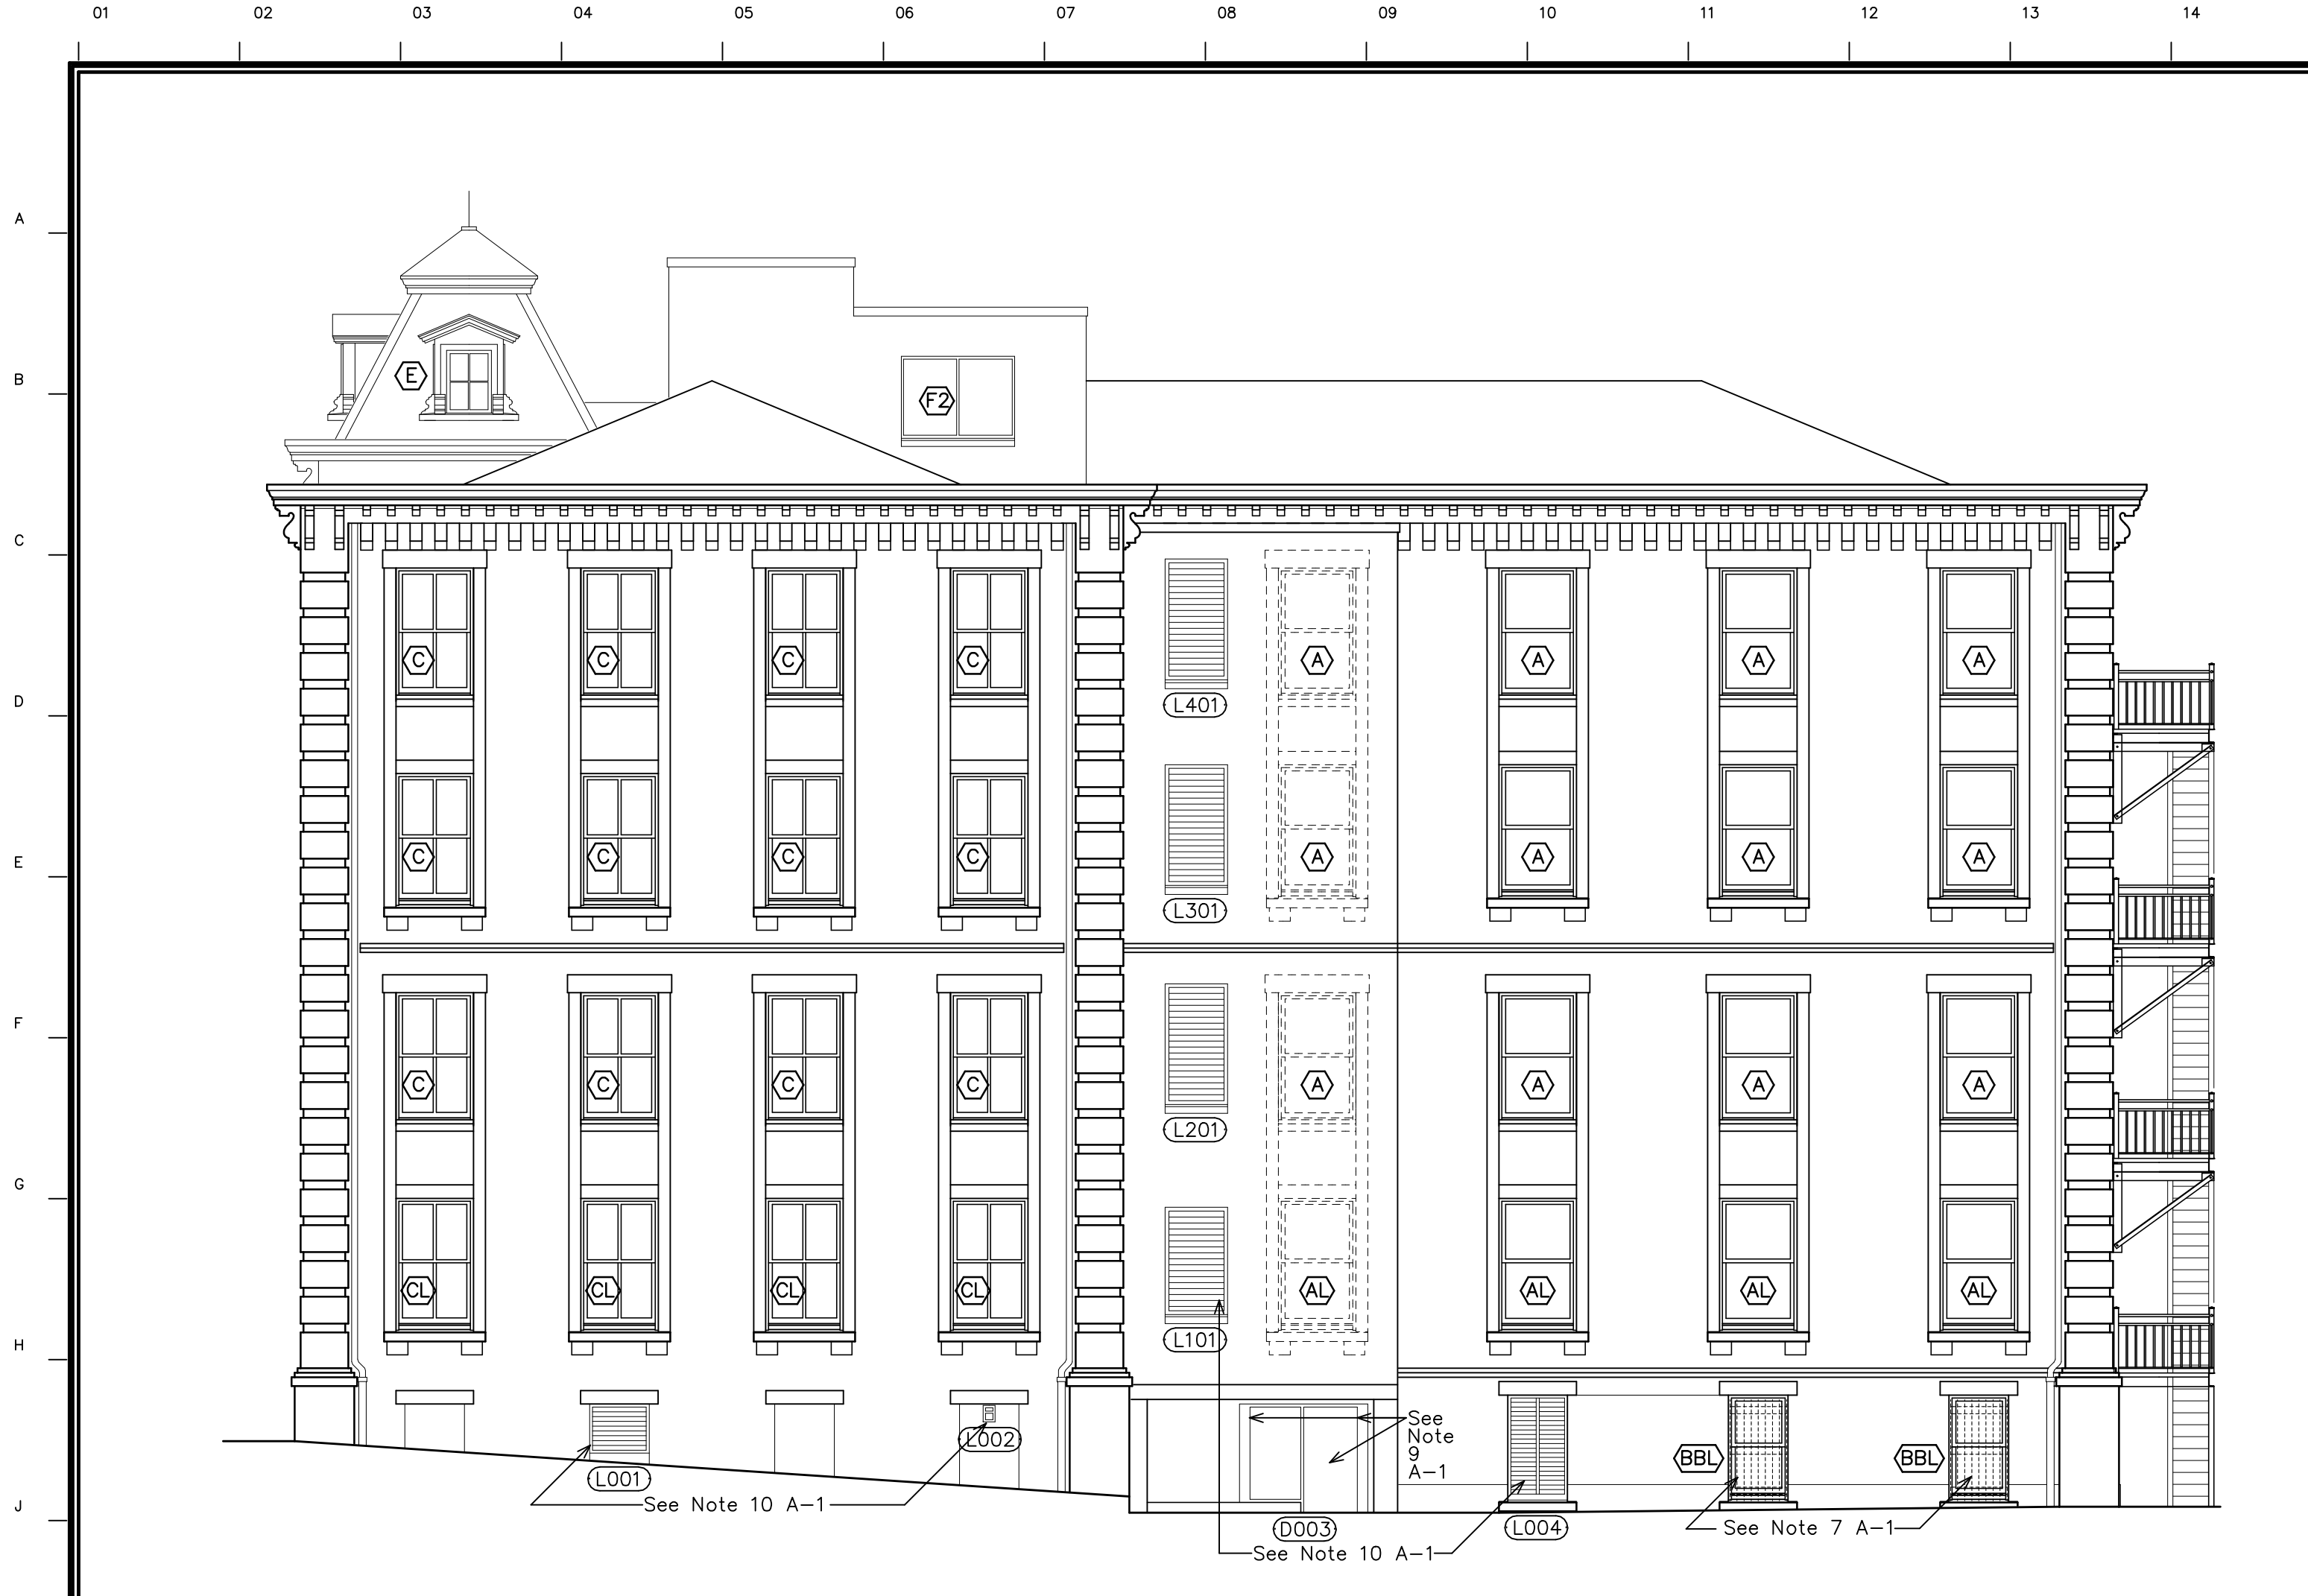 01 02 03 04 05 06 07 08 09 10 11 12 13 14
A
B
E
F2
C
C C C C A A A A
L401
D
C C C C A A A A
E
L301
F
C C C C A A A A
L201
G
CL CL CL CL AL AL AL AL
L101
H
See
Note
9
A-1
L002
BBL BBL
L001
See Note 10 A-1
J
D003 L004 See Note 7 A-1
See Note 10 A-1